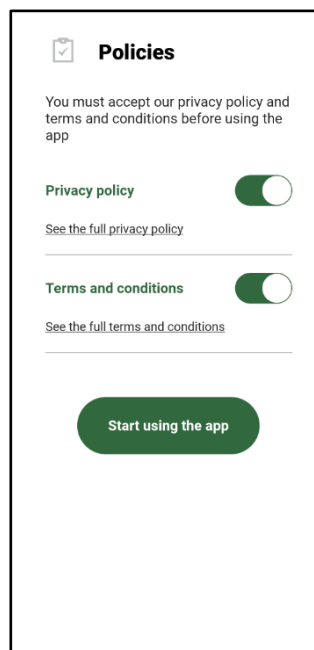 Policies
You must accept our privacy policy and
terms and conditions before using the
app
Privacy policy
See the full privacy policy
Terms and conditions
See the full terms and conditions
Start using the app